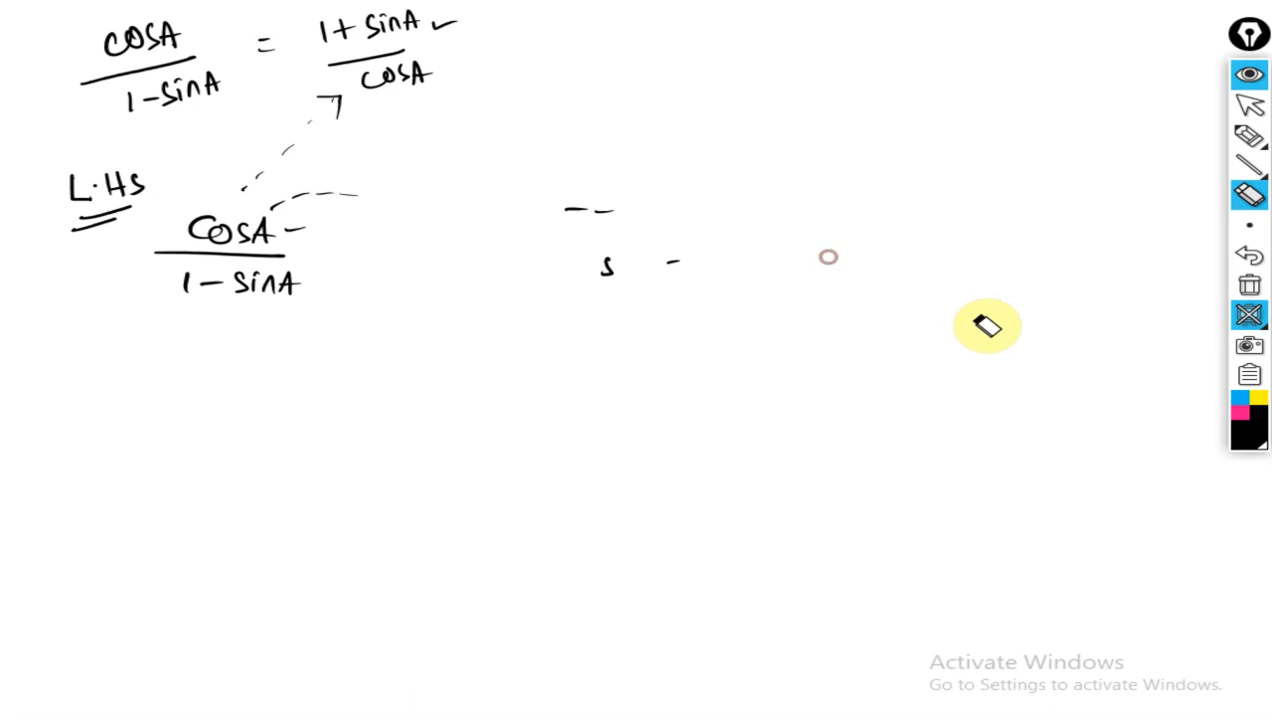 cosA / 1-sinA = 1+sinA / cosA
L.HS
cosA / 1-sinA
s -
Activate Windows
Go to Settings to activate Windows.